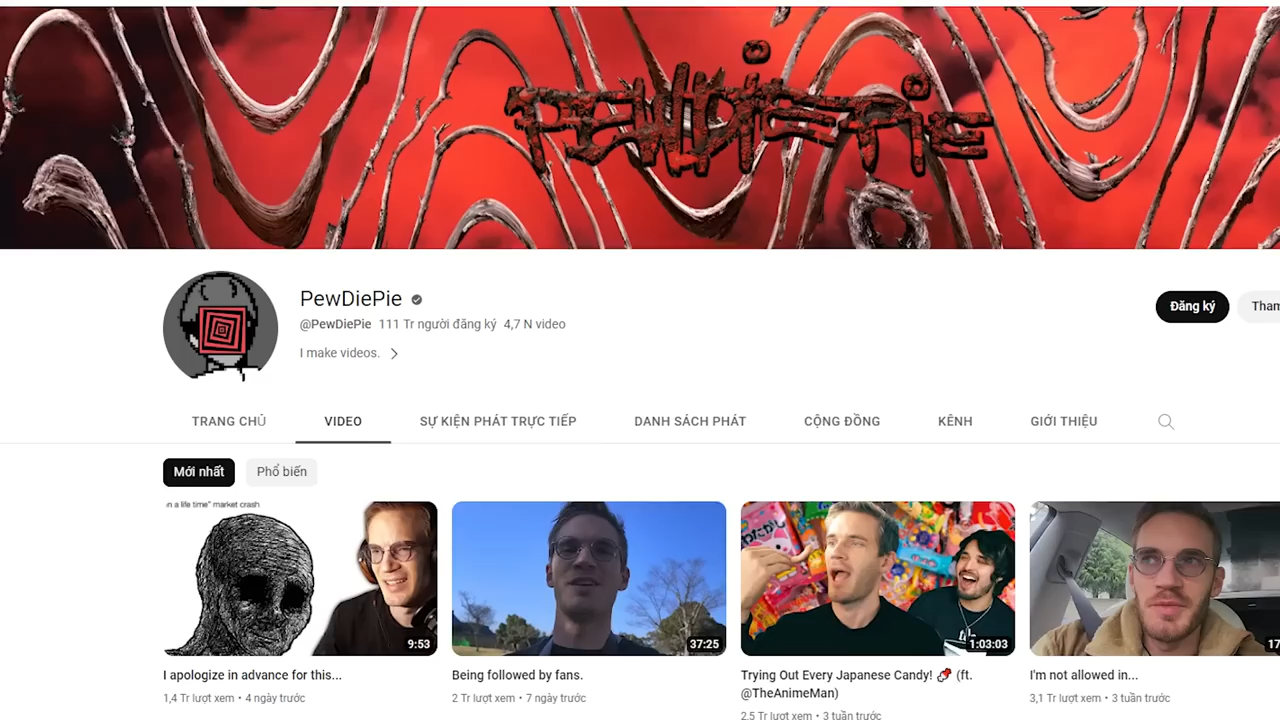 PEWDIEPIE
PewDiePie
@PewDiePie 111 Tr người đăng ký 4,7 N video
I make videos.
Đăng ký
TRANG CHỦ VIDEO SỰ KIỆN PHÁT TRỰC TIẾP DANH SÁCH PHÁT CỘNG ĐỒNG KÊNH GIỚI THIỆU
Mới nhất Phổ biến
in a life time" market crash
9:53 37:25 1:03:03 17
I apologize in advance for this...
1,4 Tr lượt xem • 4 ngày trước
Being followed by fans.
2 Tr lượt xem • 7 ngày trước
Trying Out Every Japanese Candy! 🍬 (ft.
@TheAnimeMan)
2,5 Tr lượt xem • 3 tuần trước
I'm not allowed in...
3,1 Tr lượt xem • 3 tuần trước